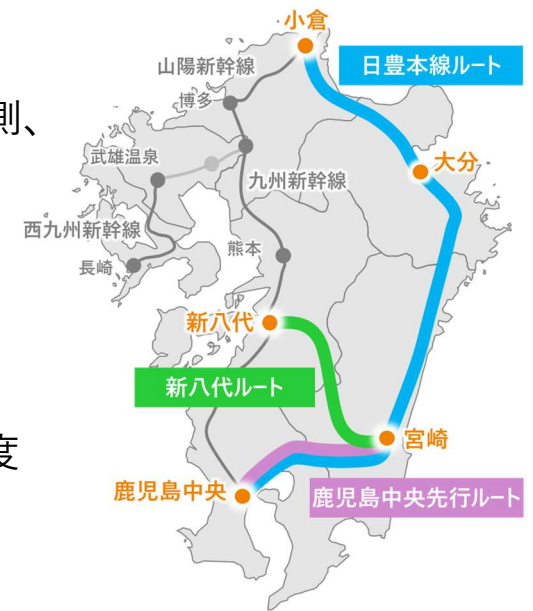 小倉
日豊本線ルート
山陽新幹線
博多
則、
武雄温泉
大分
九州新幹線
西九州新幹線
熊本
長崎
新八代
新八代ルート
宮崎
度
鹿児島中央
鹿児島中央先行ルート